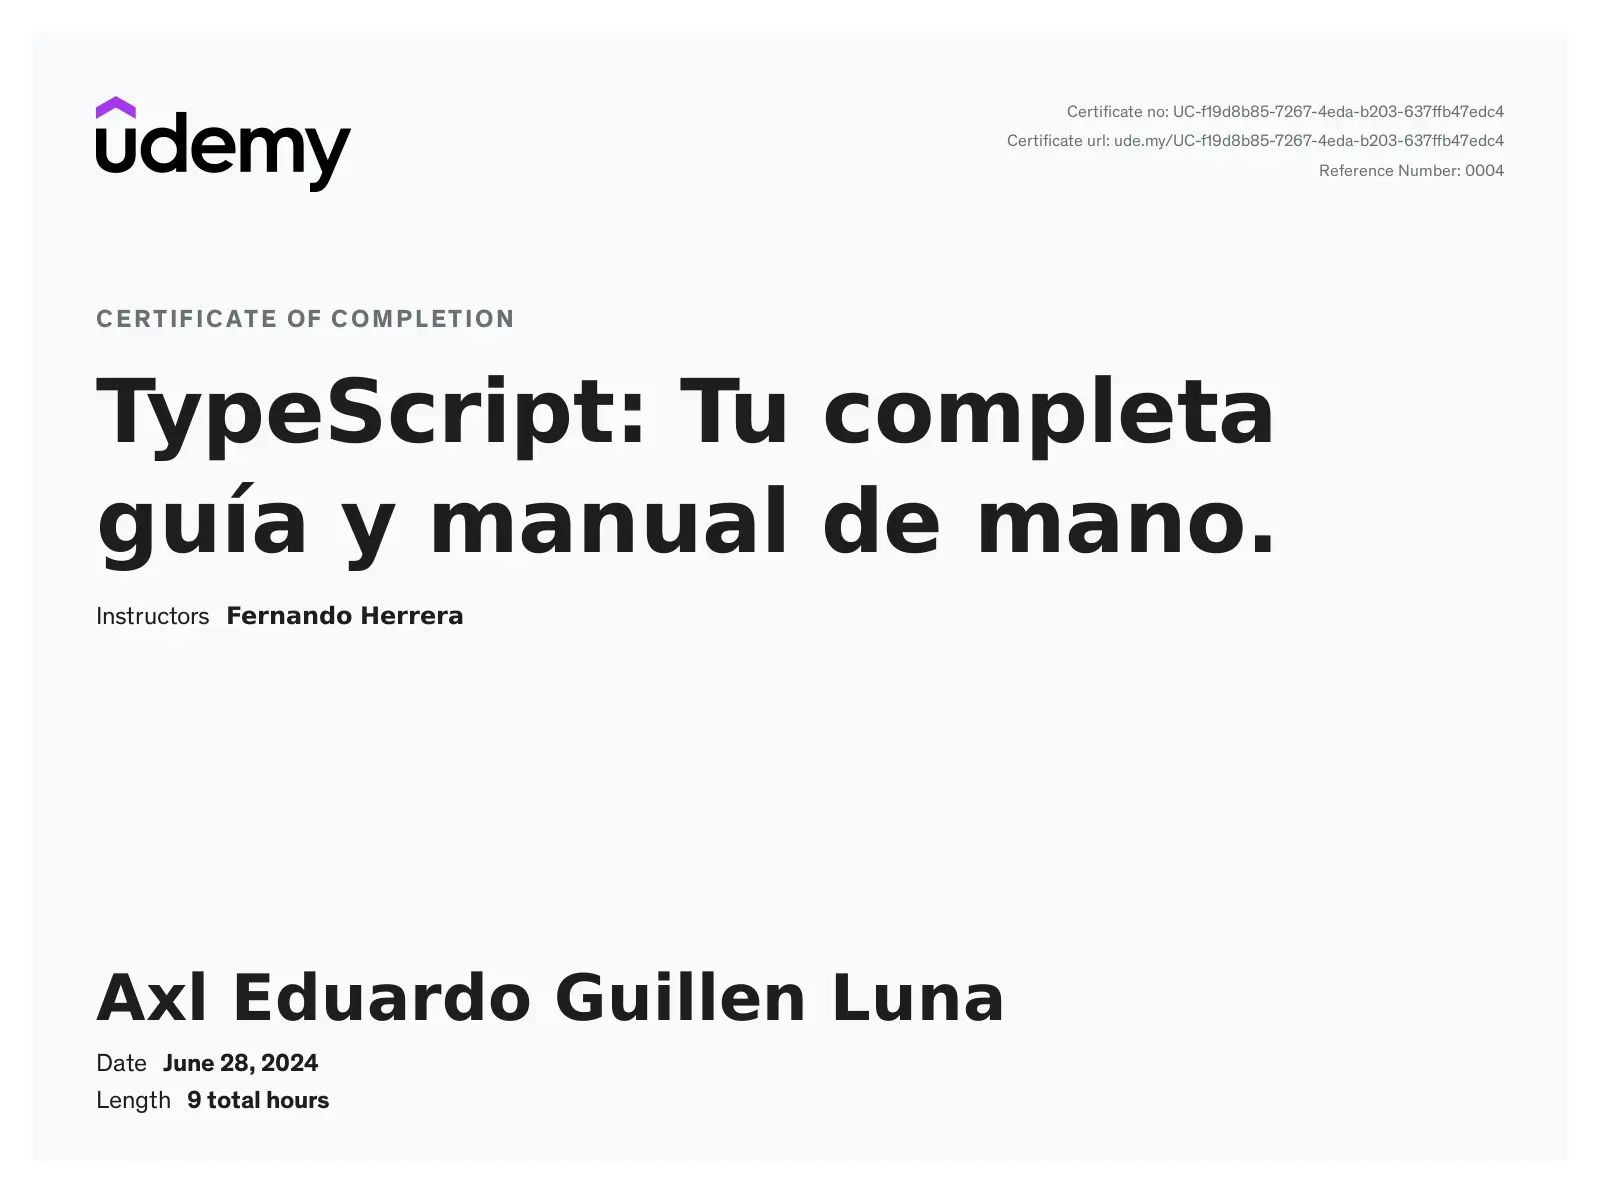 udemy
Certificate no: UC-f19d8b85-7267-4eda-b203-637ffb47edc4
Certificate url: ude.my/UC-f19d8b85-7267-4eda-b203-637ffb47edc4
Reference Number: 0004
CERTIFICATE OF COMPLETION
TypeScript: Tu completa
guía y manual de mano.
Instructors Fernando Herrera
Axl Eduardo Guillen Luna
Date June 28, 2024
Length 9 total hours